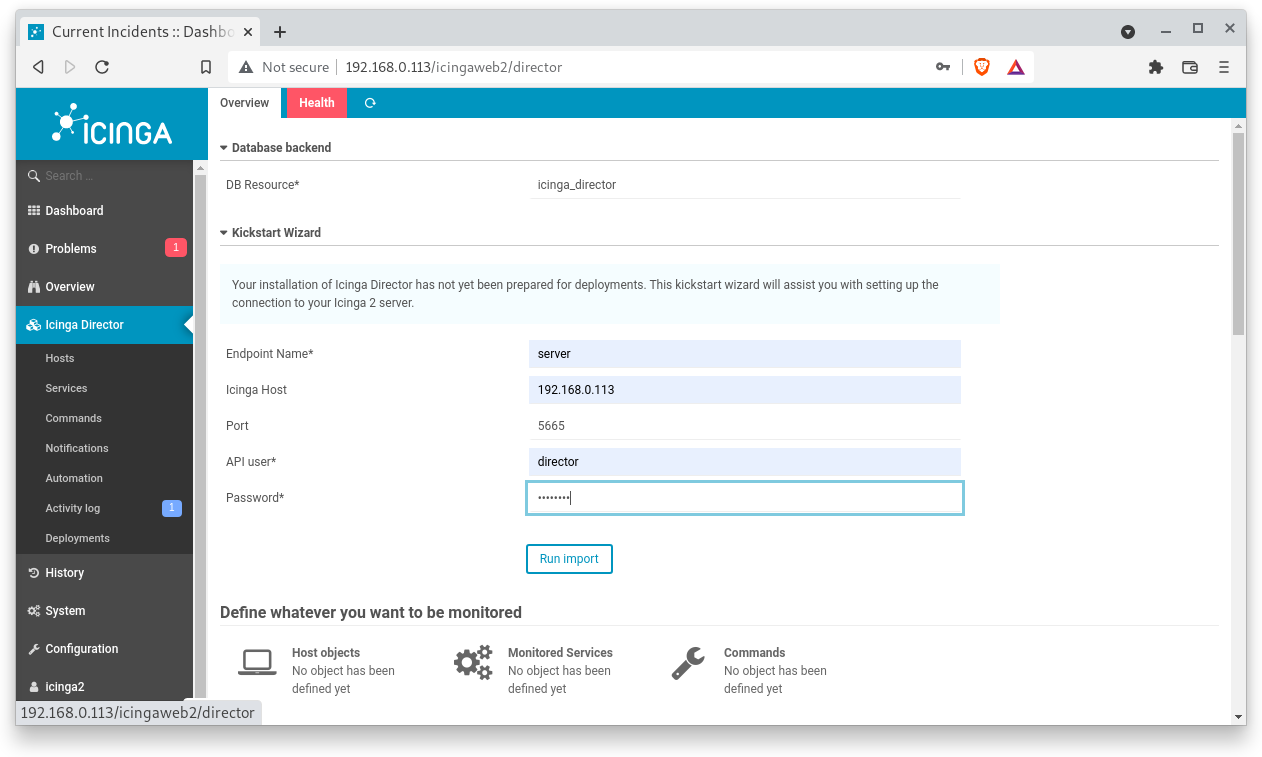 Current Incidents :: Dashbo
Not secure 192.168.0.113/icingaweb2/director
ICINGA
Overview Health
Search ...
Dashboard
Problems 1
Overview
Icinga Director
Hosts
Services
Commands
Notifications
Automation
Activity log 1
Deployments
History
System
Configuration
icinga2
192.168.0.113/icingaweb2/director
Database backend
DB Resource* icinga_director
Kickstart Wizard
Your installation of Icinga Director has not yet been prepared for deployments. This kickstart wizard will assist you with setting up the
connection to your Icinga 2 server.
Endpoint Name* server
Icinga Host 192.168.0.113
Port 5665
API user* director
Password* ••••••••
Run import
Define whatever you want to be monitored
Host objects
No object has been
defined yet
Monitored Services
No object has been
defined yet
Commands
No object has been
defined yet